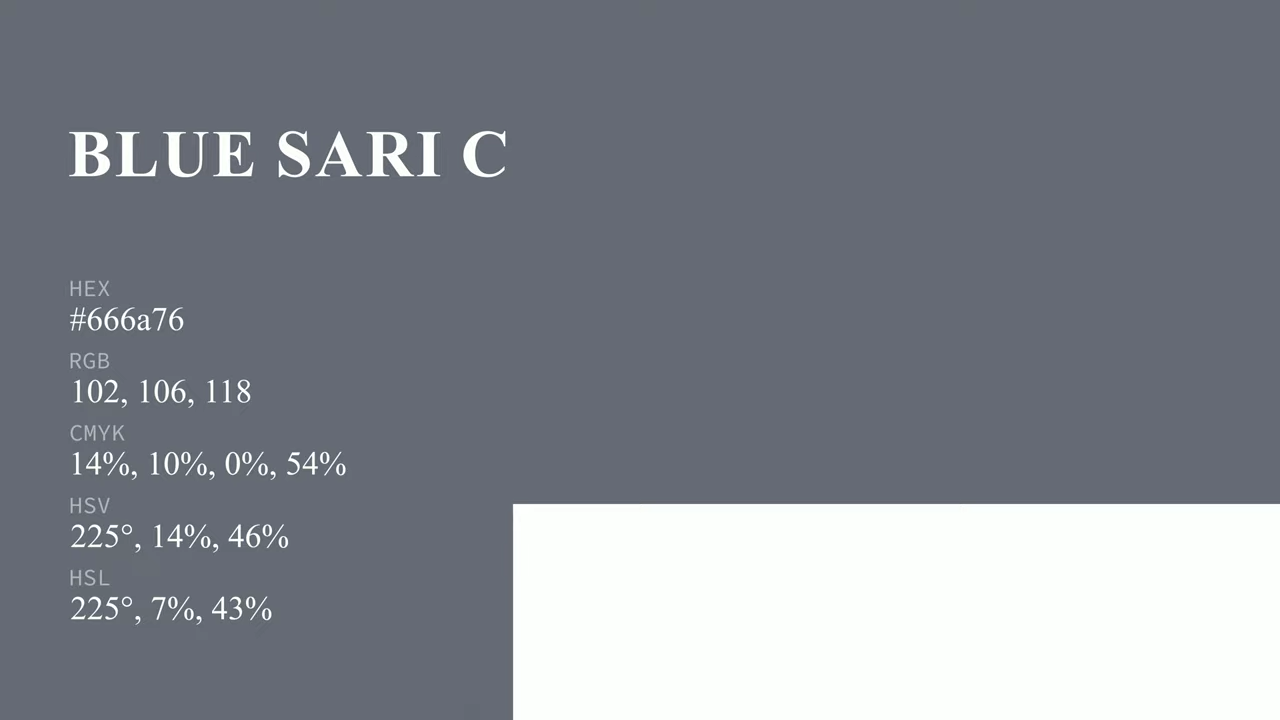 BLUE SARI C
HEX
#666a76
RGB
102, 106, 118
CMYK
14%, 10%, 0%, 54%
HSV
225°, 14%, 46%
HSL
225°, 7%, 43%